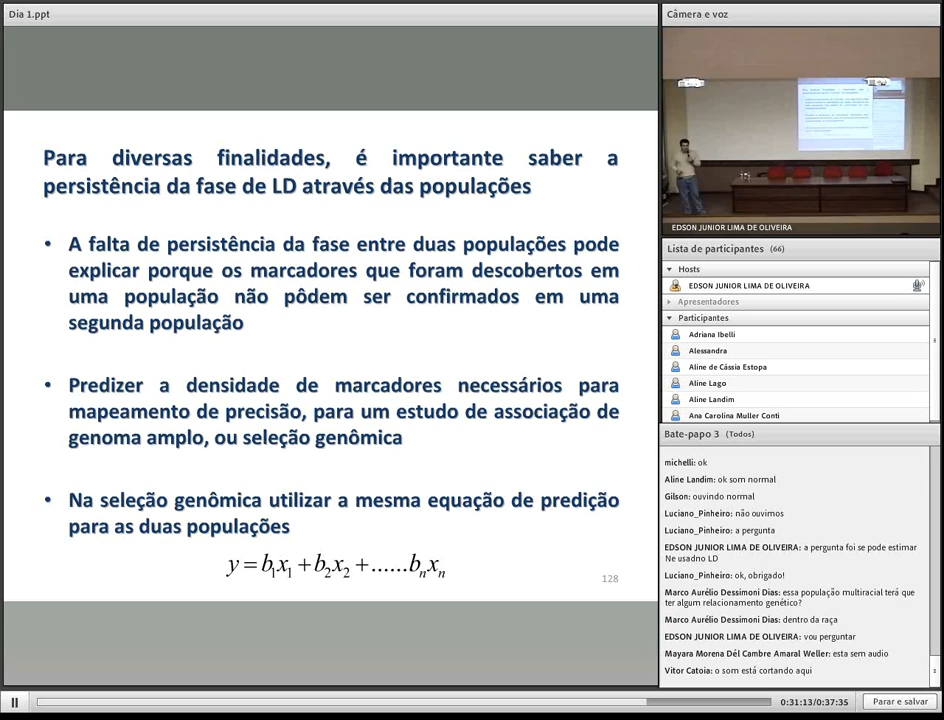 Dia 1.ppt
Para diversas finalidades, é importante saber a
persistência da fase de LD através das populações
• A falta de persistência da fase entre duas populações pode
explicar porque os marcadores que foram descobertos em
uma população não pôdem ser confirmados em uma
segunda população
• Predizer a densidade de marcadores necessários para
mapeamento de precisão, para um estudo de associação de
genoma amplo, ou seleção genômica
• Na seleção genômica utilizar a mesma equação de predição
para as duas populações
y = b₁x₁ + b₂x₂ + ......bₙxₙ
128
Câmera e voz
EDSON JUNIOR LIMA DE OLIVEIRA
Lista de participantes (66)
Hosts
EDSON JUNIOR LIMA DE OLIVEIRA
Apresentadores
Participantes
Adriana Ibelli
Alessandra
Aline de Cássia Estopa
Aline Lago
Aline Landim
Ana Carolina Muller Conti
Bate-papo 3 (Todos)
michelli: ok
Aline Landim: ok som normal
Gilson: ouvindo normal
Luciano_Pinheiro: não ouvimos
Luciano_Pinheiro: a pergunta
EDSON JUNIOR LIMA DE OLIVEIRA: a pergunta foi se pode estimar
Ne usadno LD
Luciano_Pinheiro: ok, obrigado!
Marco Aurélio Dessimoni Dias: essa população multiracial terá que
ter algum relacionamento genético?
Marco Aurélio Dessimoni Dias: dentro da raça
EDSON JUNIOR LIMA DE OLIVEIRA: vou perguntar
Mayara Morena Dél Cambre Amaral Weller: esta sem audio
Vitor Catoia: o som está cortando aqui
0:31:13/0:37:35
Parar e salvar